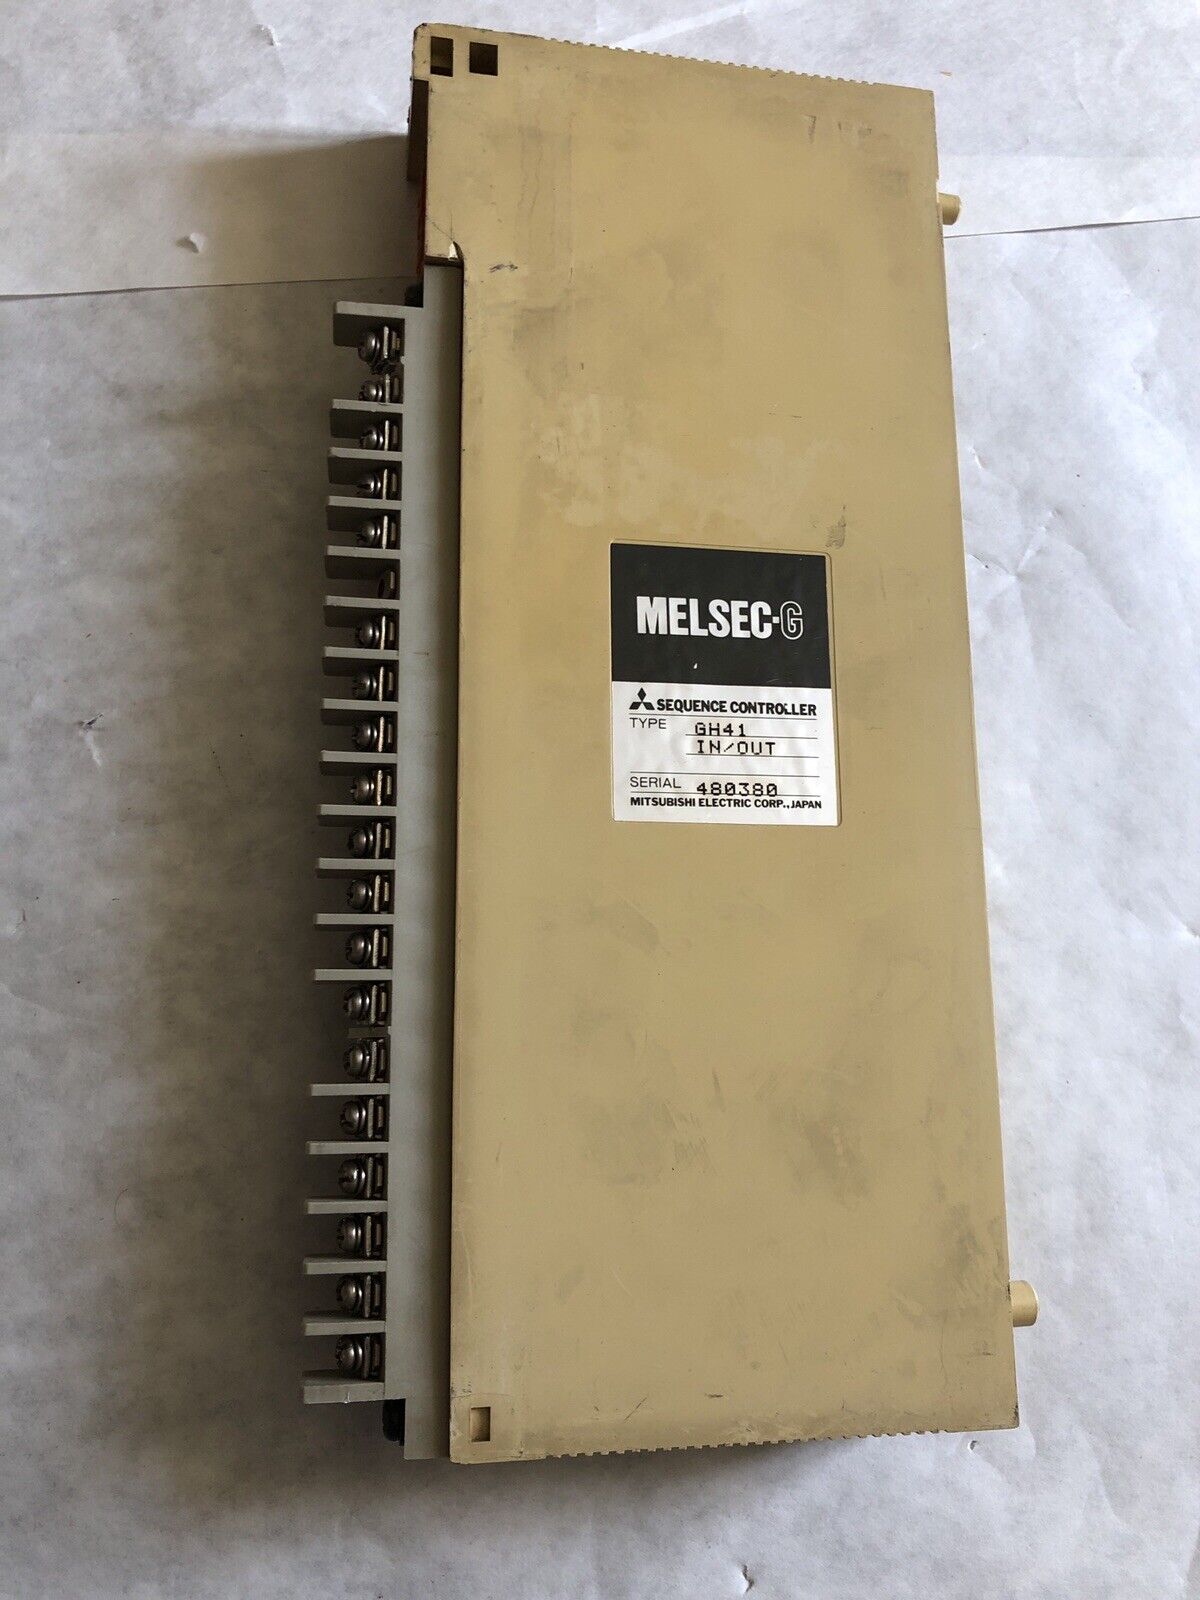 MELSEC-G
SEQUENCE CONTROLLER
TYPE GH41
IN/OUT
SERIAL 480380
MITSUBISHI ELECTRIC CORP., JAPAN